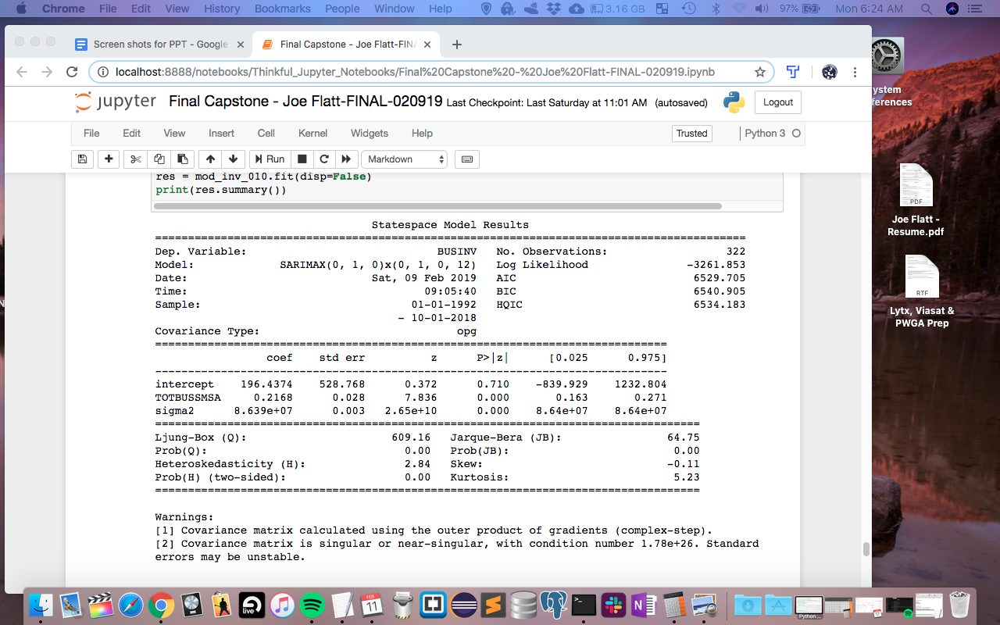 Chrome File Edit View History Bookmarks People Window Help 3.16 GB 97% Mon 6:24 AM
Screen shots for PPT - Google
Final Capstone - Joe Flatt-FIN
localhost:8888/notebooks/Thinkful_Jupyter_Notebooks/Final%20Capstone%20-%20Joe%20Flatt-FINAL-020919.ipynb
jupyter Final Capstone - Joe Flatt-FINAL-020919 Last Checkpoint: Last Saturday at 11:01 AM (autosaved) Logout
File Edit View Insert Cell Kernel Widgets Help Trusted Python 3
Run Markdown
res = mod_inv_010.fit(disp=False)
print(res.summary())
Statespace Model Results
==========================================================================================
Dep. Variable: BUSINV No. Observations: 322
Model: SARIMAX(0, 1, 0)x(0, 1, 0, 12) Log Likelihood -3261.853
Date: Sat, 09 Feb 2019 AIC 6529.705
Time: 09:05:40 BIC 6540.905
Sample: 01-01-1992 HQIC 6534.183
- 10-01-2018
Covariance Type: opg
==============================================================================
coef std err z P>|z| [0.025 0.975]
------------------------------------------------------------------------------
intercept 196.4374 528.768 0.372 0.710 -839.929 1232.804
TOTBUSSMSA 0.2168 0.028 7.836 0.000 0.163 0.271
sigma2 8.639e+07 0.003 2.65e+10 0.000 8.64e+07 8.64e+07
===================================================================================
Ljung-Box (Q): 609.16 Jarque-Bera (JB): 64.75
Prob(Q): 0.00 Prob(JB): 0.00
Heteroskedasticity (H): 2.84 Skew: -0.11
Prob(H) (two-sided): 0.00 Kurtosis: 5.23
===================================================================================
Warnings:
[1] Covariance matrix calculated using the outer product of gradients (complex-step).
[2] Covariance matrix is singular or near-singular, with condition number 1.78e+26. Standard
errors may be unstable.
ystem
ferences
PDF
Joe Flatt -
Resume.pdf
RTF
Lytx, Viasat &
PWGA Prep
live
FEB
11
N
Python